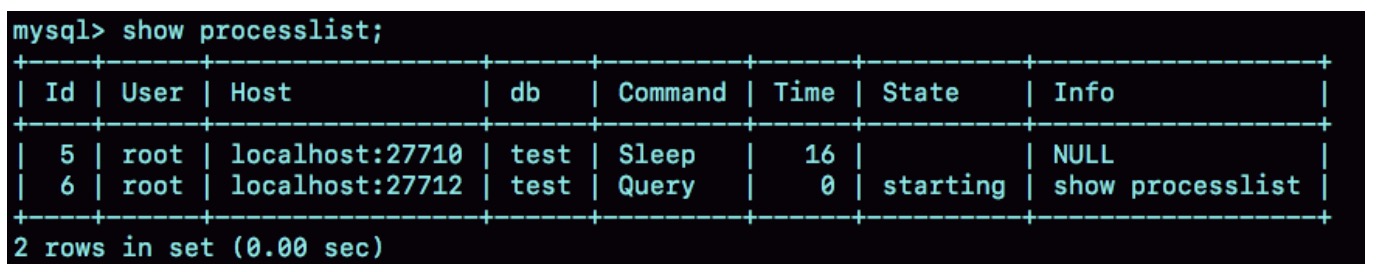 mysql> show processlist;
+----+------+-----------------+------+---------+------+----------+------------------+
| Id | User | Host            | db   | Command | Time | State    | Info             |
+----+------+-----------------+------+---------+------+----------+------------------+
|  5 | root | localhost:27710 | test | Sleep   |   16 |          | NULL             |
|  6 | root | localhost:27712 | test | Query   |    0 | starting | show processlist |
+----+------+-----------------+------+---------+------+----------+------------------+
2 rows in set (0.00 sec)